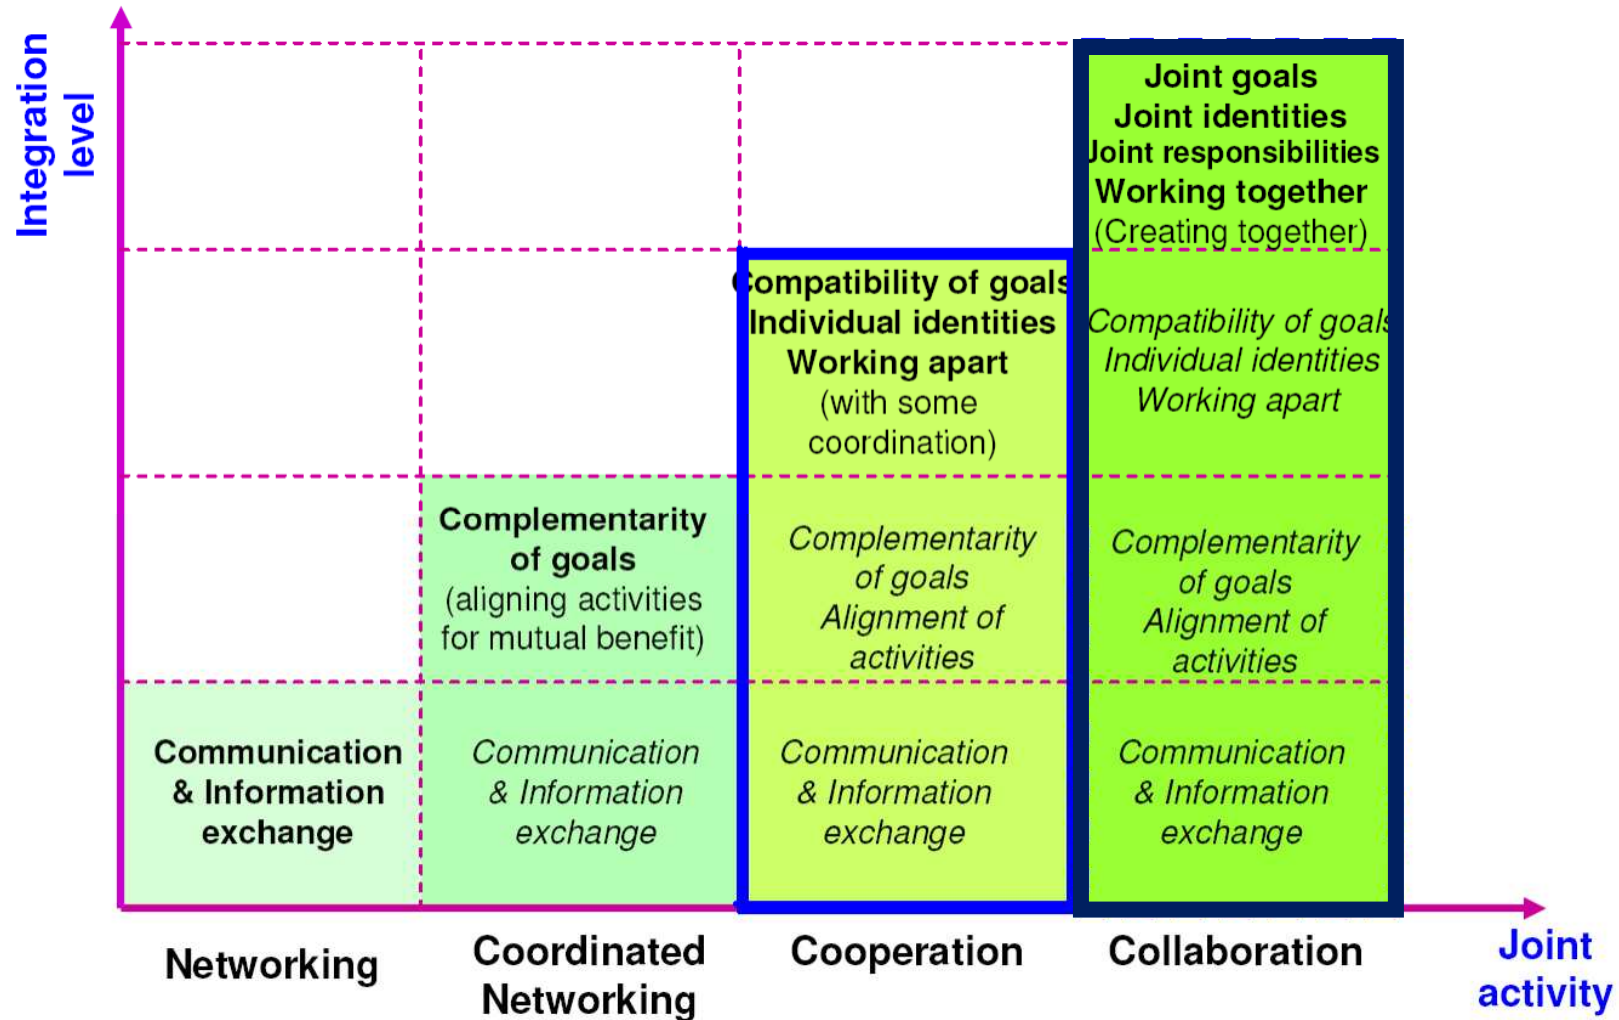 Integration
level
Joint goals
Joint identities
Joint responsibilities
Working together
(Creating together)
Compatibility of goals
Individual identities
Working apart
(with some
coordination)
Compatibility of goals
Individual identities
Working apart
Complementarity
of goals
(aligning activities
for mutual benefit)
Complementarity
of goals
Alignment of
activities
Complementarity
of goals
Alignment of
activities
Communication
& Information
exchange
Communication
& Information
exchange
Communication
& Information
exchange
Communication
& Information
exchange
Networking
Coordinated
Networking
Cooperation
Collaboration
Joint
activity